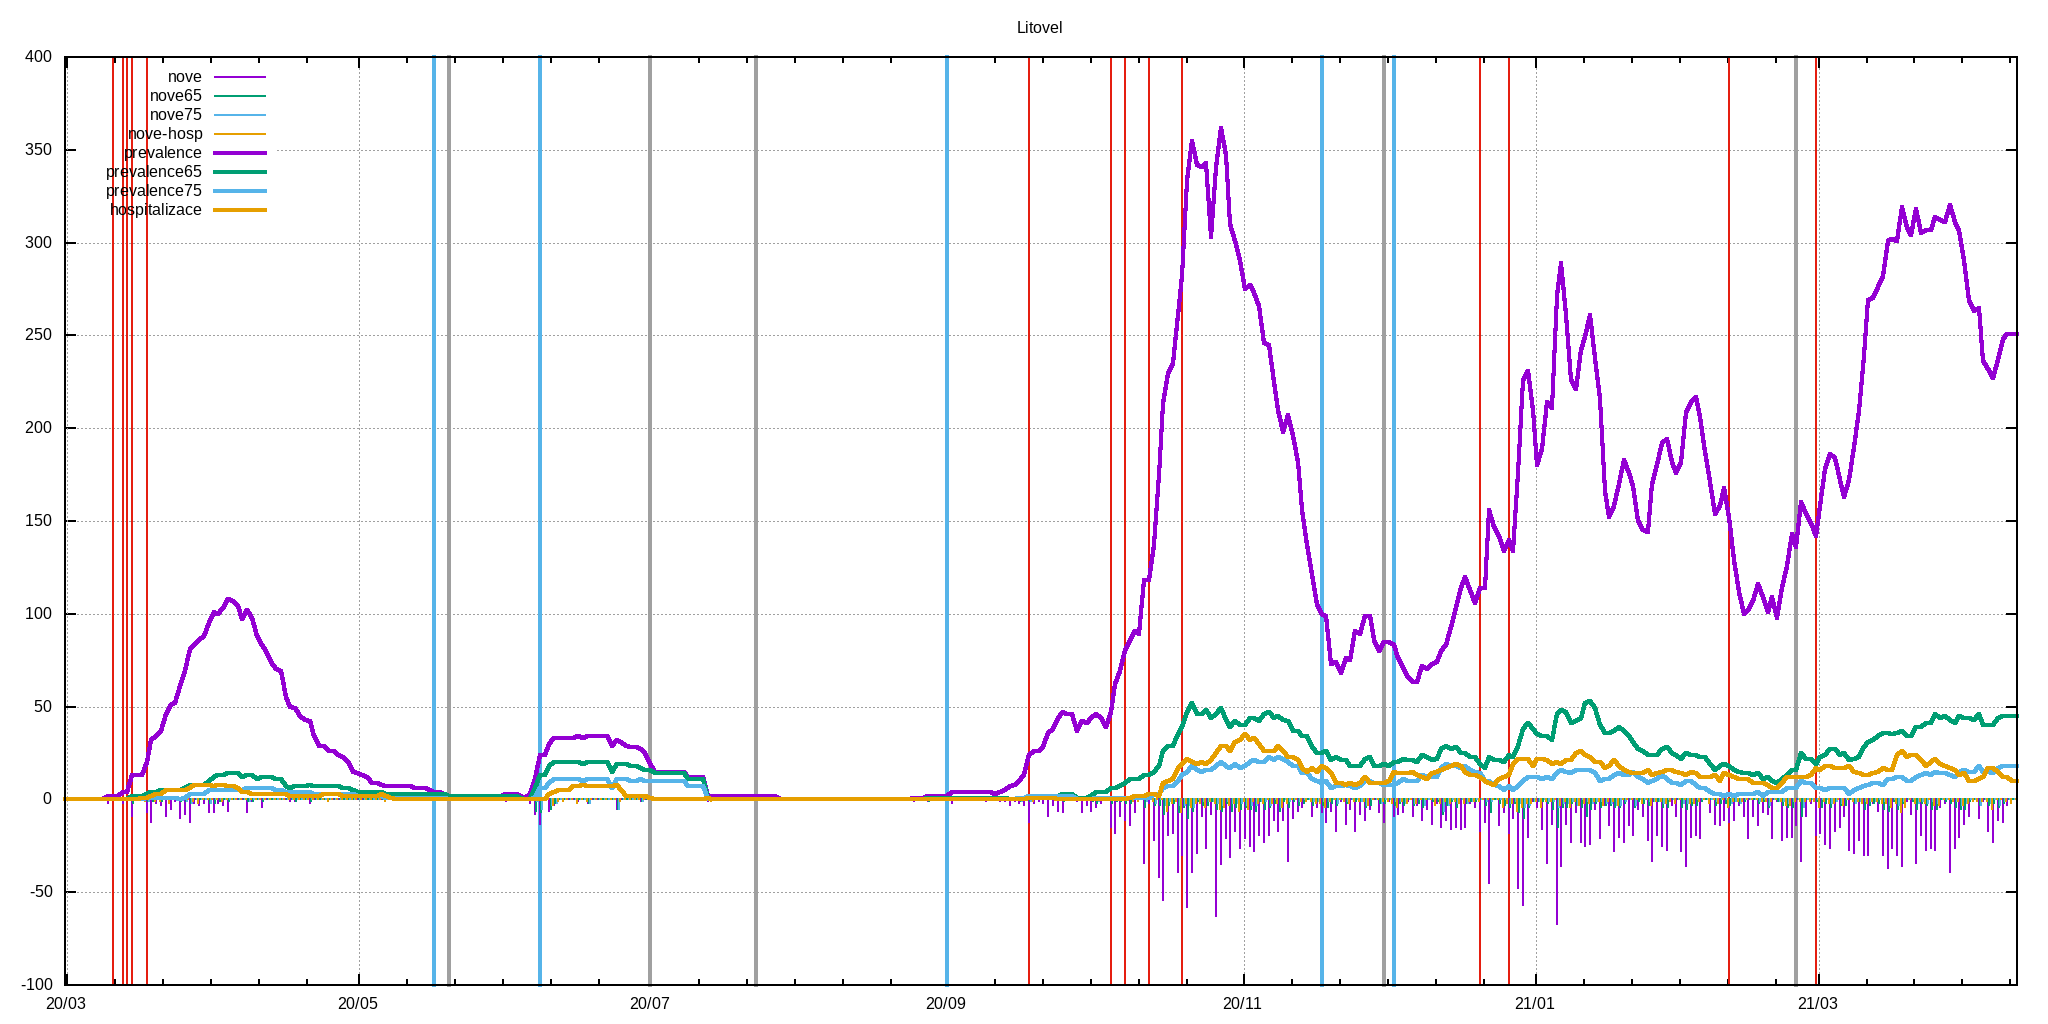 Litovel
400
350
300
250
200
150
100
50
0
-50
-100
nove
nove65
nove75
nove-hosp
prevalence
prevalence65
prevalence75
hospitalizace
20/03 20/05 20/07 20/09 20/11 21/01 21/03